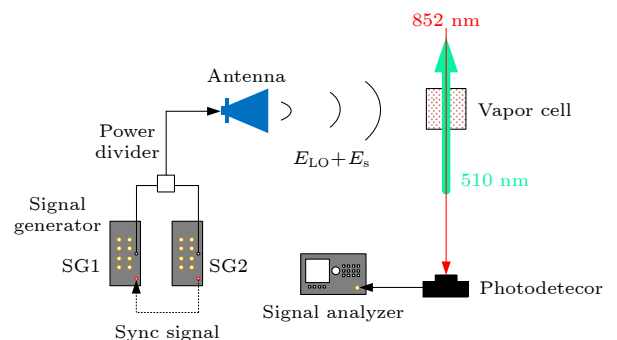 852 nm
Antenna
Vapor cell
Power
divider
E_LO+E_s
510 nm
Signal
generator
SG1
SG2
Photodetecor
Signal analyzer
Sync signal